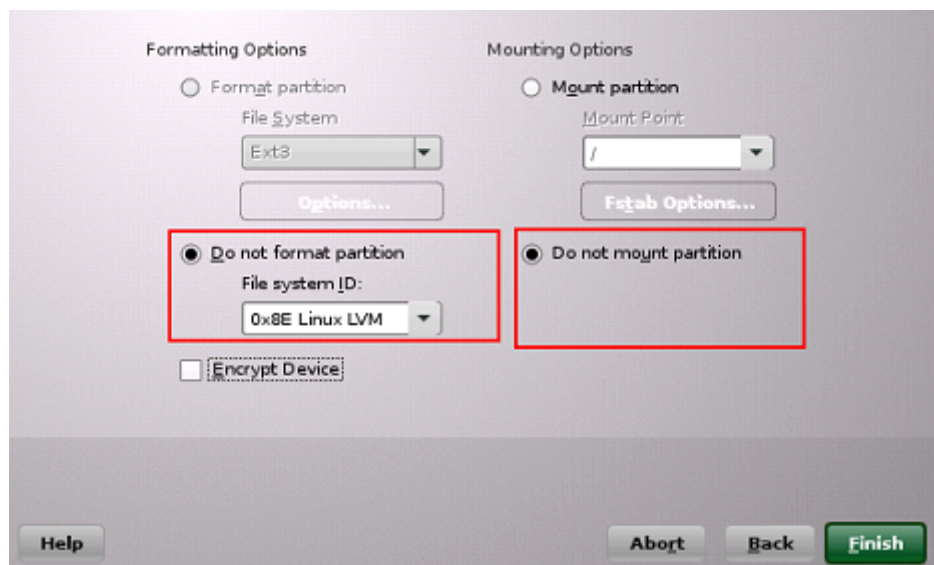 Formatting Options
Format partition
File System
Ext3
Options...
Do not format partition
File system ID:
0x8E Linux LVM
Encrypt Device
Mounting Options
Mount partition
Mount Point
/
Fstab Options...
Do not mount partition
Help
Abort
Back
Finish